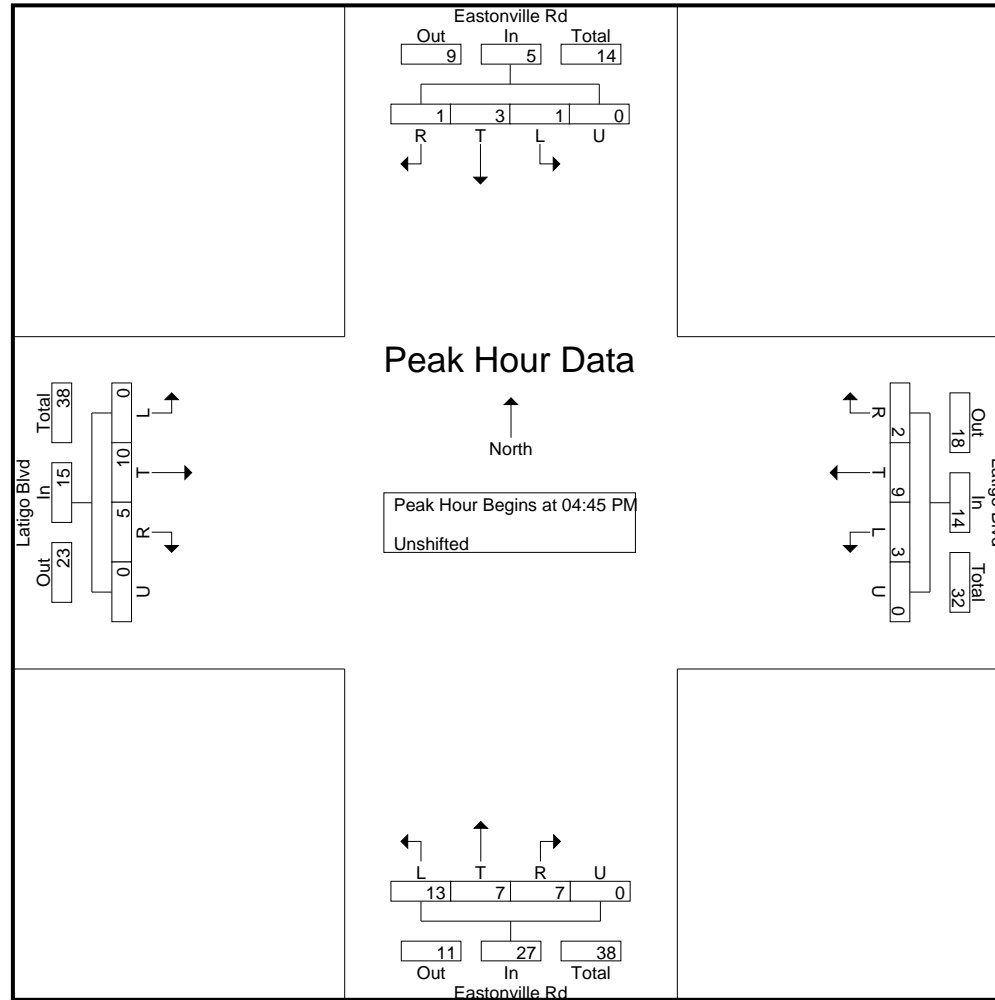 Eastonville Rd
Out In Total
9 5 14
1 3 1 0
R T L U
Peak Hour Data
North
Peak Hour Begins at 04:45 PM
Unshifted
Latigo Blvd
Total In Out
38 15 23
0 10 5 0
L T R U
R T L U
2 9 3 0
Out In Total
18 14 32
Latigo Blvd
L T R U
13 7 7 0
11 27 38
Out In Total
Eastonville Rd